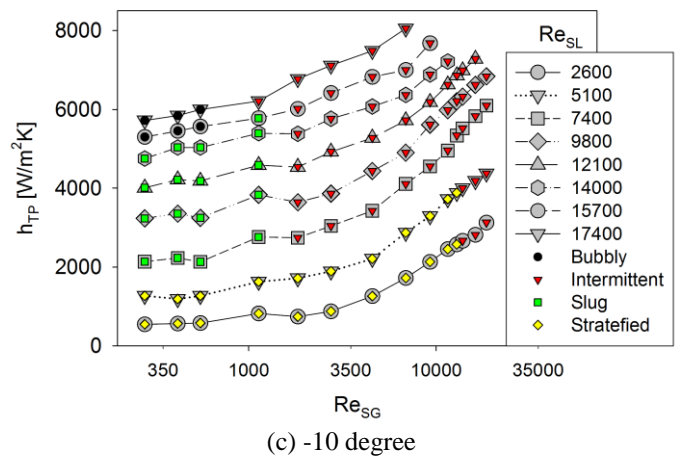 8000
6000
4000
2000
0
h_TP [W/m²K]
350 1000 3500 10000 35000
Re_SG
Re_SL
2600
5100
7400
9800
12100
14000
15700
17400
Bubbly
Intermittent
Slug
Stratefied
(c) -10 degree